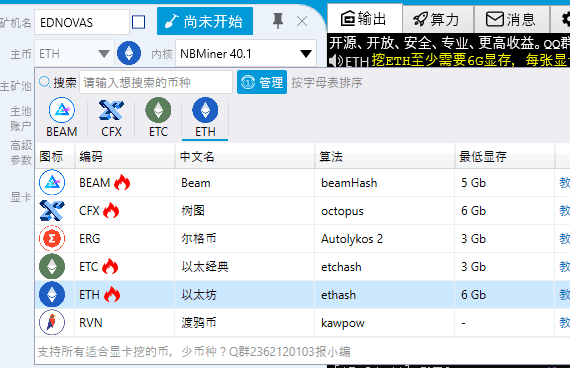 矿机名 EDNOVAS 尚未开始 输出 算力 消息
开源、开放、安全、专业、更高收益。QQ群
主币 ETH 内核 NBMiner 40.1
ETH 挖ETH至少需要6G显存，每张显
主矿池 搜索 请输入想搜索的币种 管理 按字母表排序
主池
账户
BEAM CFX ETC ETH
高级
参数
图标 编码 中文名 算法 最低显存
显卡
BEAM Beam beamHash 5 Gb 教
CFX 树图 octopus 6 Gb 教
ERG 尔格币 Autolykos 2 3 Gb 教
ETC 以太经典 etchash 3 Gb 教
ETH 以太坊 ethash 6 Gb 教
RVN 渡鸦币 kawpow - 教
支持所有适合显卡挖的币，少币种？Q群2362120103报小编